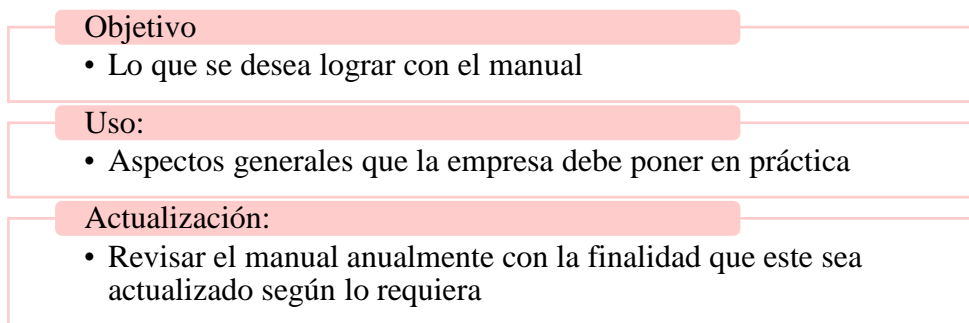 Objetivo
• Lo que se desea lograr con el manual
Uso:
• Aspectos generales que la empresa debe poner en práctica
Actualización:
• Revisar el manual anualmente con la finalidad que este sea
actualizado según lo requiera